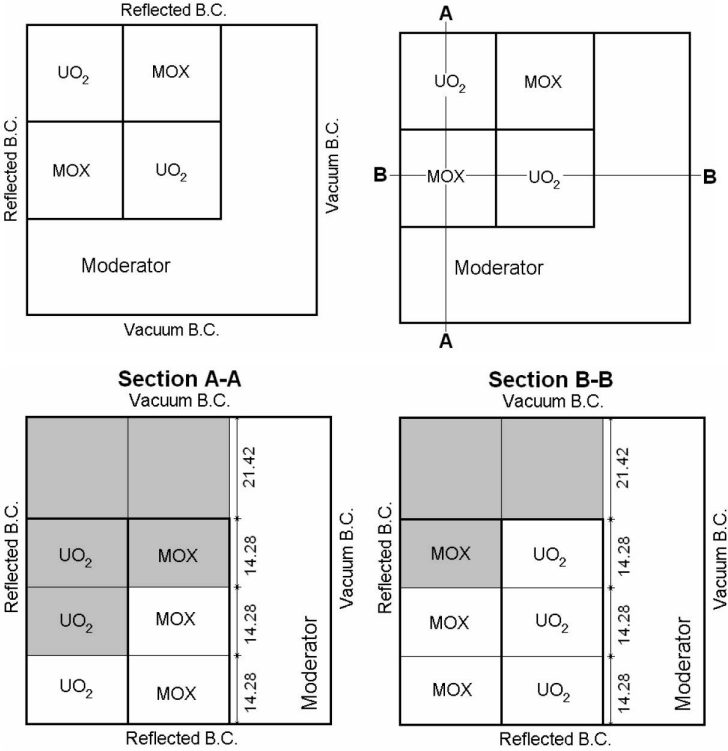 Reflected B.C.
UO₂ MOX
MOX UO₂
Moderator
Reflected B.C.
Vacuum B.C.
Vacuum B.C.
A
UO₂ MOX
B MOX UO₂ B
Moderator
A
Section A-A
Vacuum B.C.
21.42
UO₂ MOX 14.28
UO₂ MOX 14.28
UO₂ MOX 14.28
Reflected B.C.
Moderator
Vacuum B.C.
Reflected B.C.
Section B-B
Vacuum B.C.
21.42
MOX UO₂ 14.28
MOX UO₂ 14.28
MOX UO₂ 14.28
Reflected B.C.
Moderator
Vacuum B.C.
Reflected B.C.